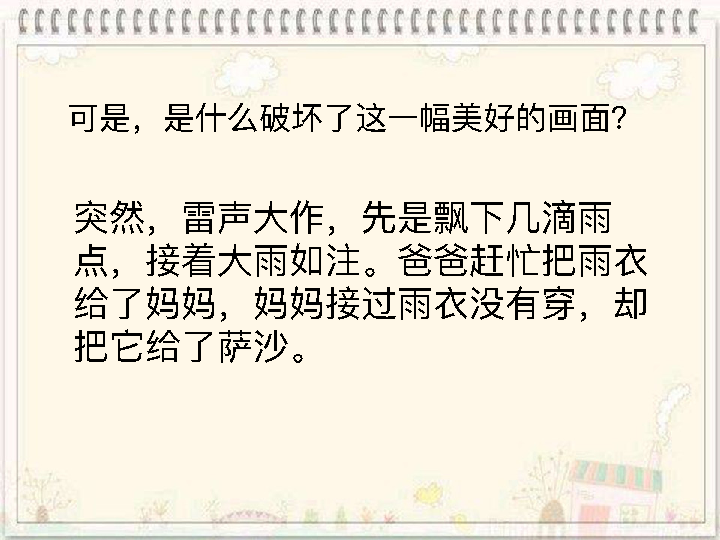 可是，是什么破坏了这一幅美好的画面？
突然，雷声大作，先是飘下几滴雨
点，接着大雨如注。爸爸赶忙把雨衣
给了妈妈，妈妈接过雨衣没有穿，却
把它给了萨沙。